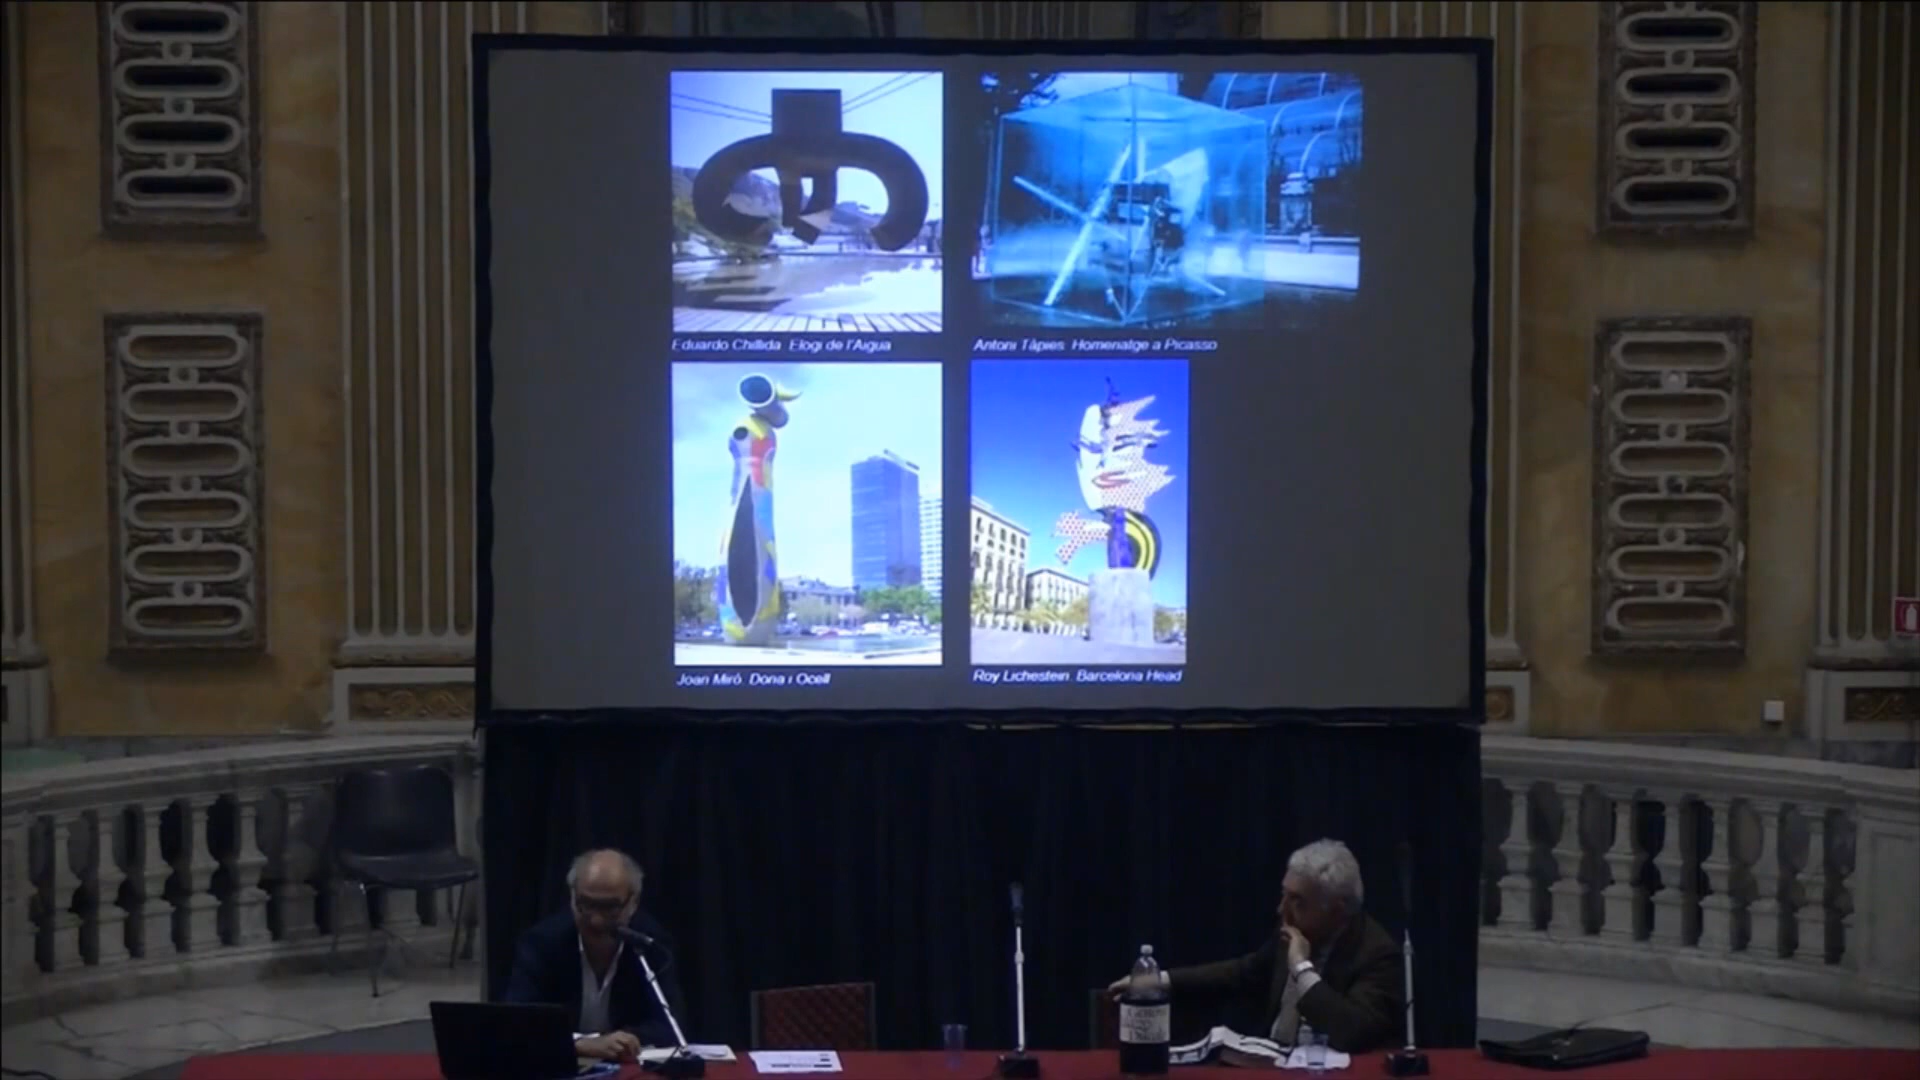 Eduardo Chillida Elogi de l'Aigua
Antoni Tàpies Homenatge a Picasso
Joan Miró Dona i Ocell
Roy Lichestein Barcelona Head